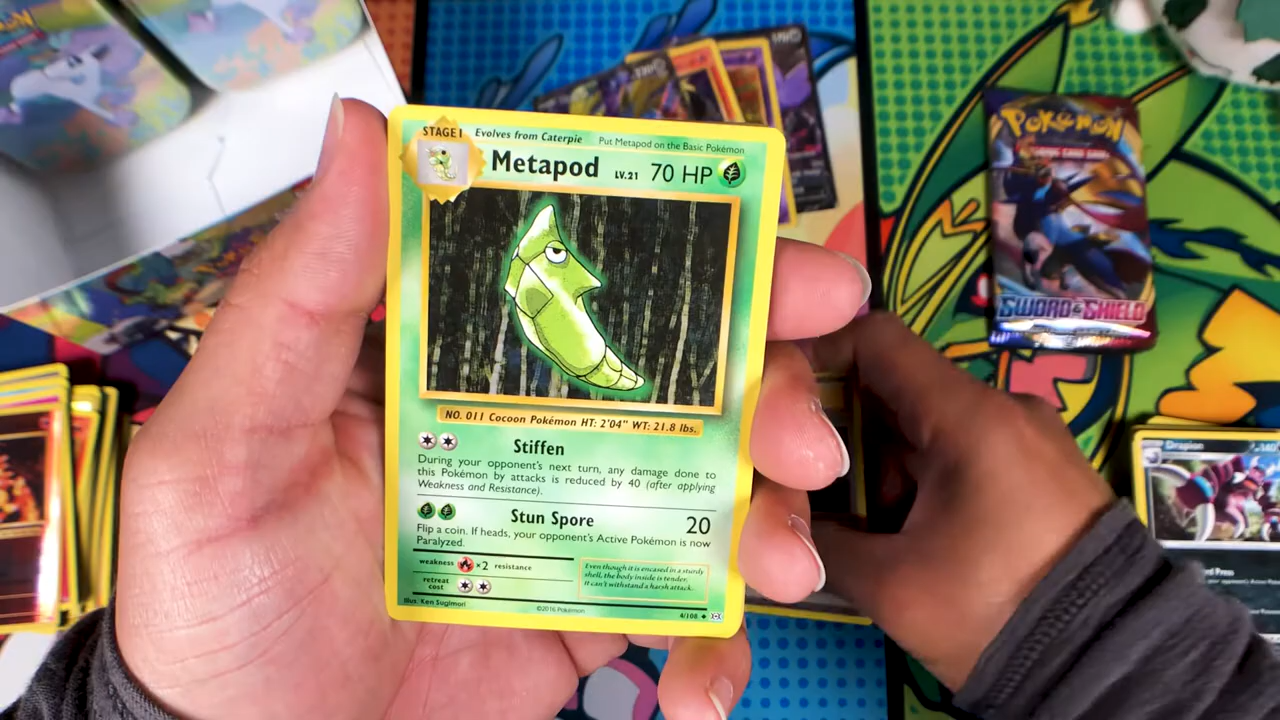 STAGE 1 Evolves from Caterpie Put Metapod on the Basic Pokémon
Metapod LV.21 70 HP
NO. 011 Cocoon Pokémon HT: 2'04" WT: 21.8 lbs.
Stiffen
During your opponent's next turn, any damage done to
this Pokémon by attacks is reduced by 40 (after applying
Weakness and Resistance).
Stun Spore 20
Flip a coin. If heads, your opponent's Active Pokémon is now
Paralyzed.
weakness ×2 resistance
retreat
cost
Even though it is encased in a sturdy
shell, the body inside is tender.
It can't withstand a harsh attack.
Illus. Ken Sugimori ©2016 Pokémon 4/108
POKÉMON
SWORD & SHIELD
Drapion 140